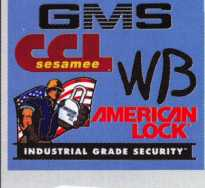 GMS
CCL
sesamee
WB
AMERICAN
LOCK
INDUSTRIAL GRADE SECURITY